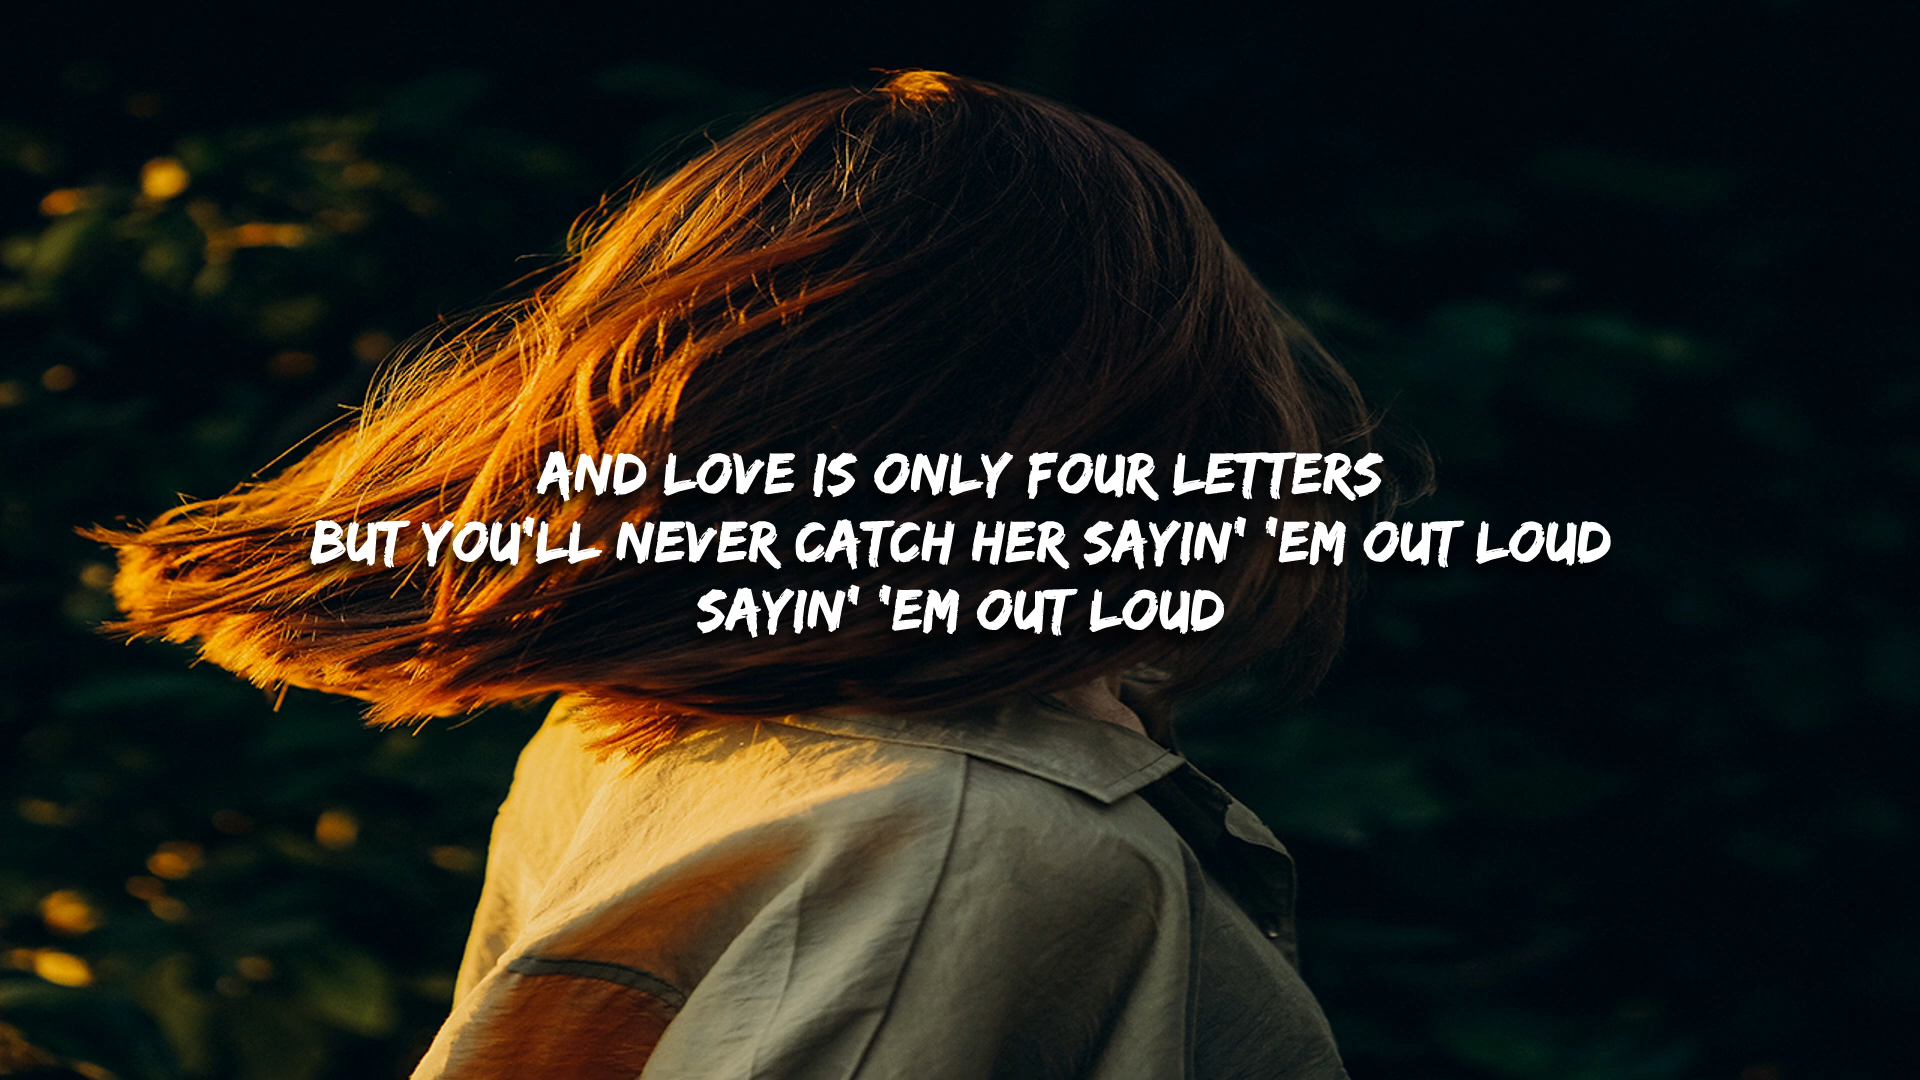 AND LOVE IS ONLY FOUR LETTERS
BUT YOU'LL NEVER CATCH HER SAYIN' 'EM OUT LOUD
SAYIN' 'EM OUT LOUD